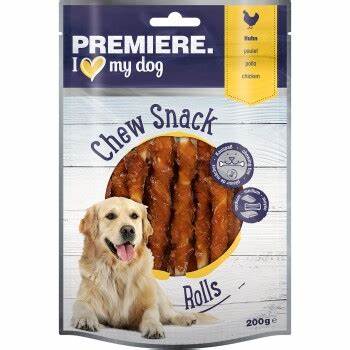 PREMIERE.
I my dog
Huhn
poulet
pollo
chicken
Chew Snack
Rolls
200g e